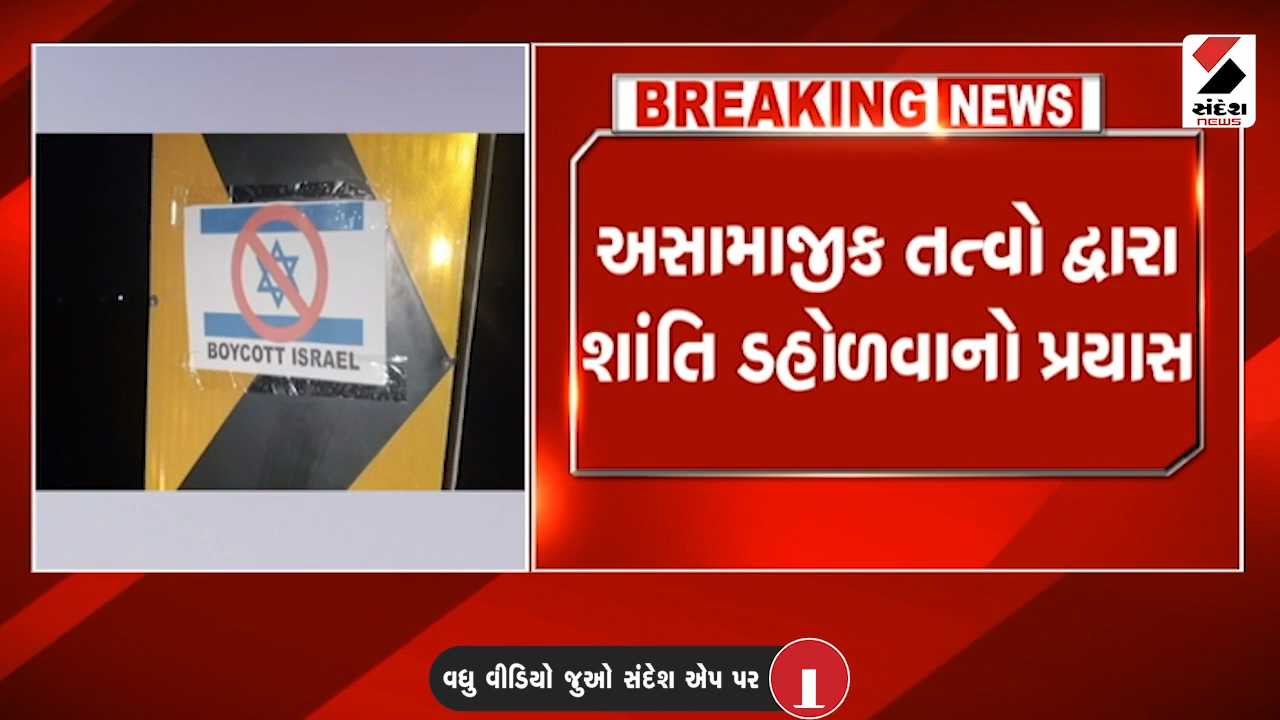 BREAKING NEWS
સંદેશ
NEWS
અસામાજીક તત્વો દ્વારા
શાંતિ ડહોળવાનો પ્રયાસ
BOYCOTT ISRAEL
વધુ વીડિયો જુઓ સંદેશ એપ પર